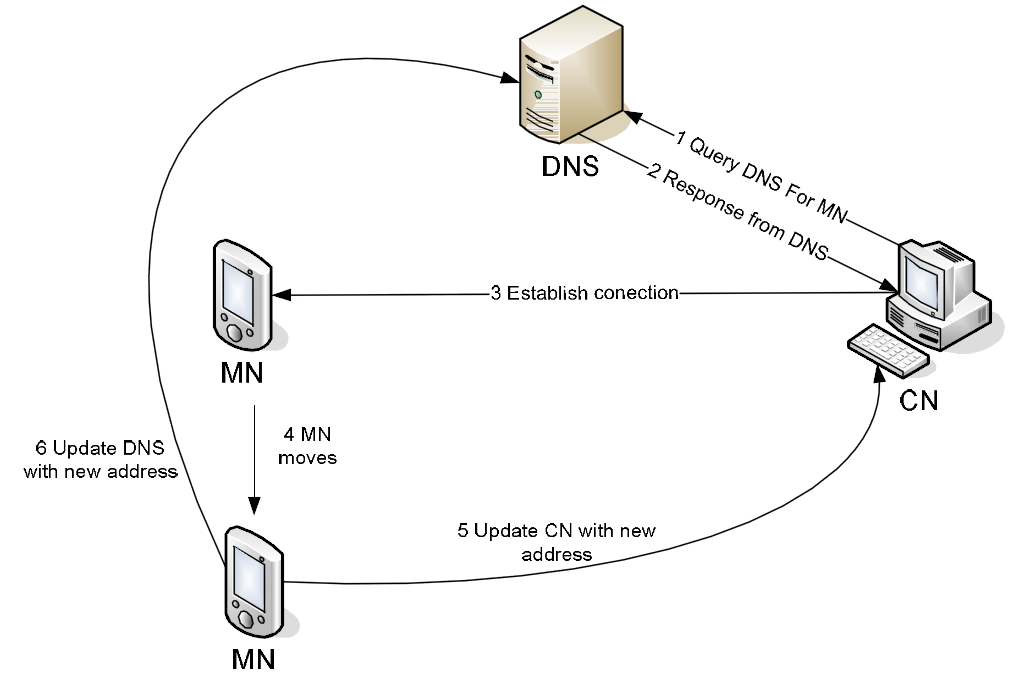 DNS
1 Query DNS For MN
2 Response from DNS
3 Establish conection
MN
CN
4 MN
moves
6 Update DNS
with new address
5 Update CN with new
address
MN